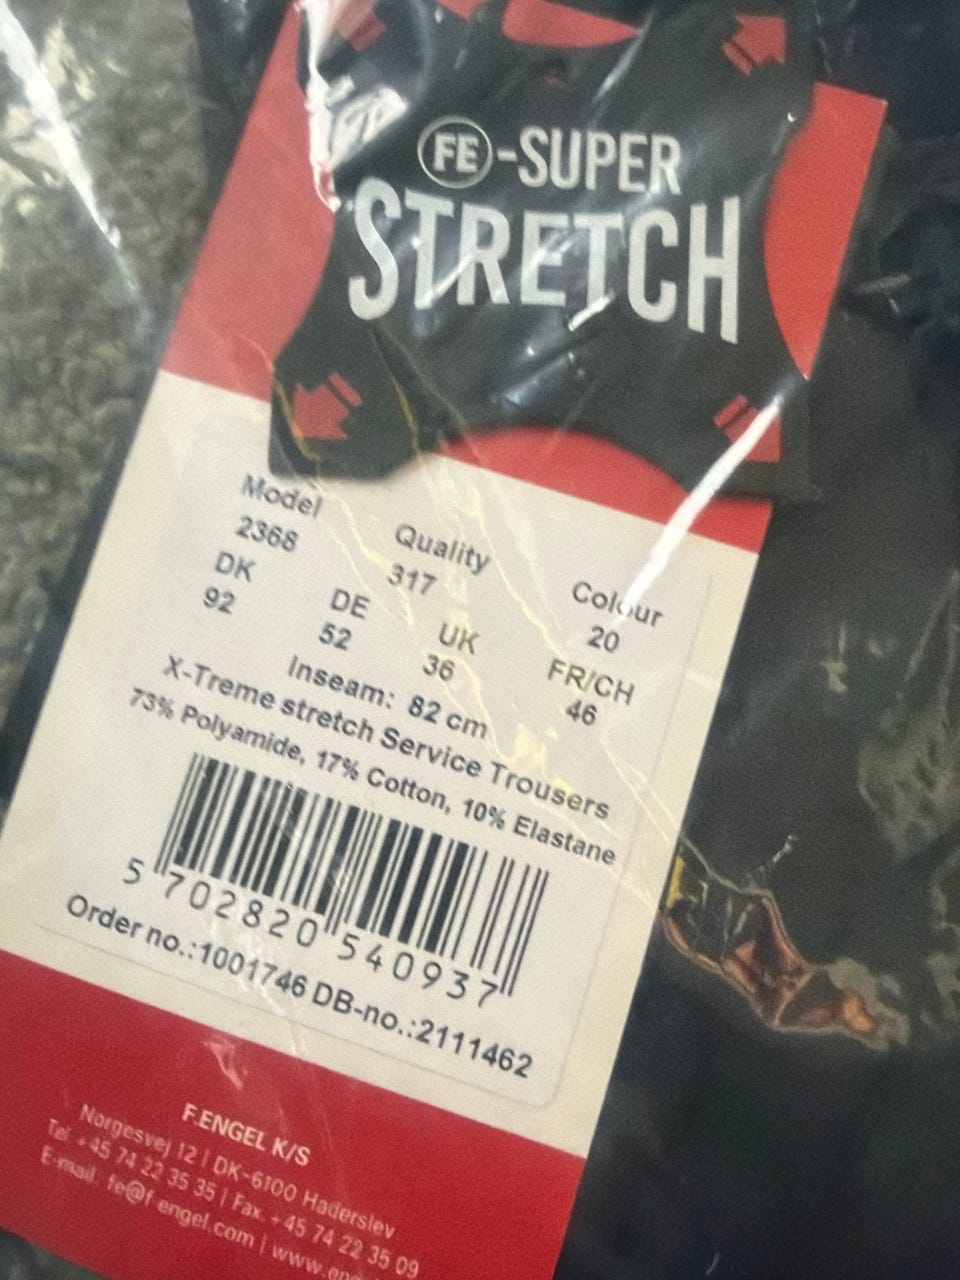 FE-SUPER
STRETCH
Model Quality Colour
2368 317 20
DK DE UK FR/CH
92 52 36 46
Inseam: 82 cm
X-Treme stretch Service Trousers
73% Polyamide, 17% Cotton, 10% Elastane
5 702820 540937
Order no.:1001746 DB-no.:2111462
F.ENGEL K/S
Norgesvej 12 | DK-6100 Haderslev
Tel. +45 74 22 35 35 | Fax. +45 74 22 35 09
E-mail: fe@f-engel.com |